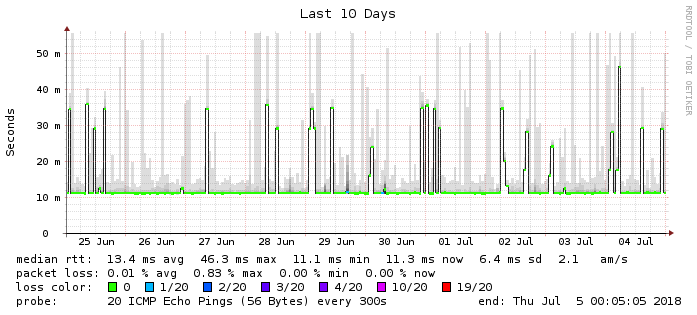 Last 10 Days
RRDTOOL / TOBI OETIKER
Seconds
50 m
40 m
30 m
20 m
10 m
0
25 Jun 26 Jun 27 Jun 28 Jun 29 Jun 30 Jun 01 Jul 02 Jul 03 Jul 04 Jul
median rtt: 13.4 ms avg 46.3 ms max 11.1 ms min 11.3 ms now 6.4 ms sd 2.1 am/s
packet loss: 0.01 % avg 0.83 % max 0.00 % min 0.00 % now
loss color: 0 1/20 2/20 3/20 4/20 10/20 19/20
probe: 20 ICMP Echo Pings (56 Bytes) every 300s end: Thu Jul 5 00:05:05 2018